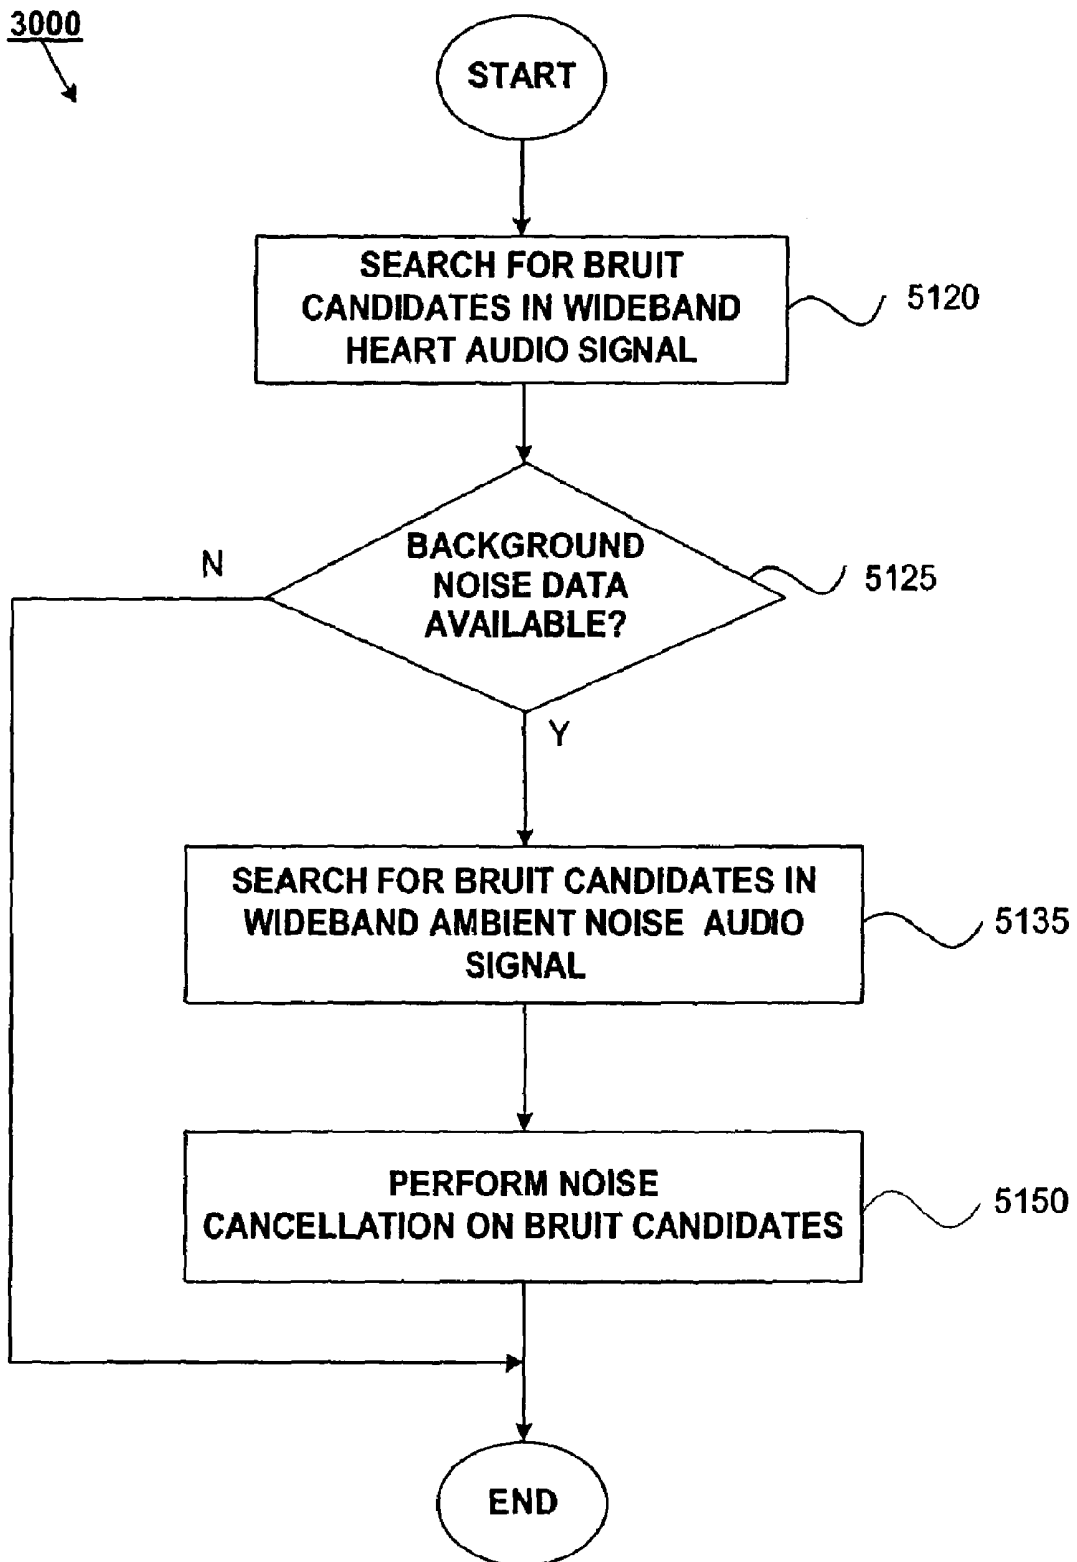 3000
START
SEARCH FOR BRUIT
CANDIDATES IN WIDEBAND
HEART AUDIO SIGNAL
5120
BACKGROUND
NOISE DATA
AVAILABLE?
N
5125
Y
SEARCH FOR BRUIT CANDIDATES IN
WIDEBAND AMBIENT NOISE AUDIO
SIGNAL
5135
PERFORM NOISE
CANCELLATION ON BRUIT CANDIDATES
5150
END